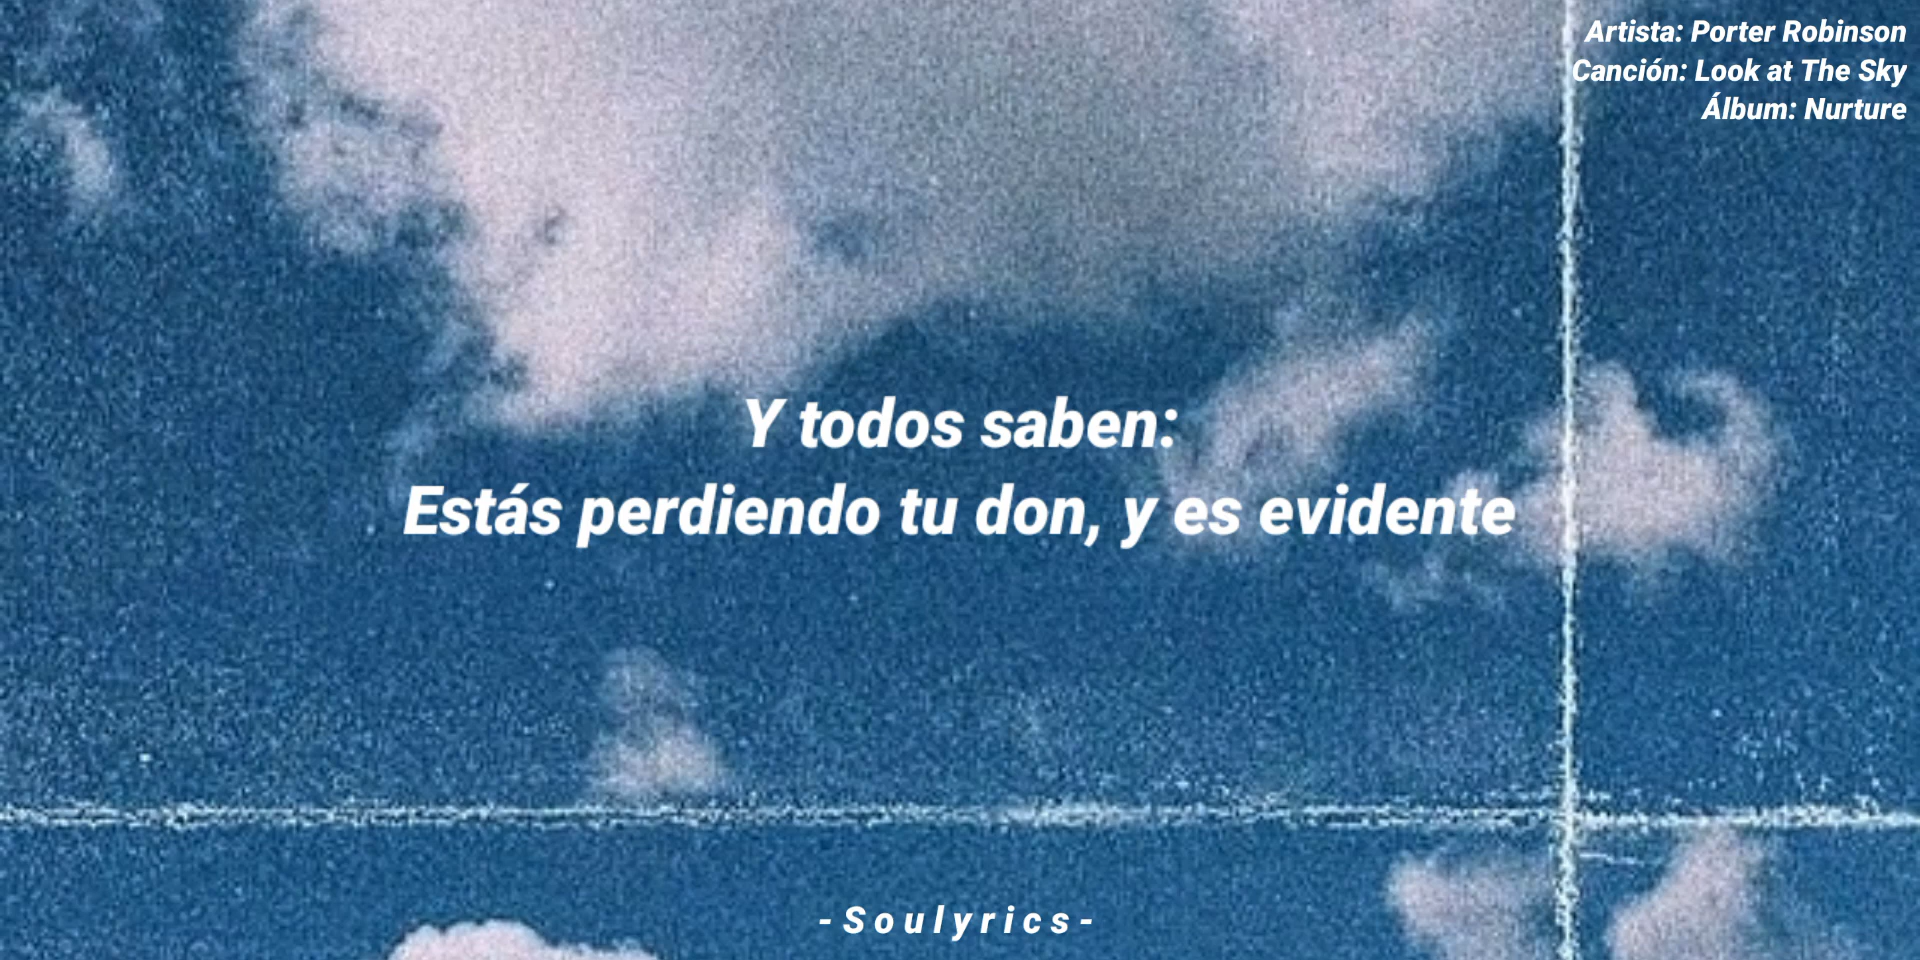 Artista: Porter Robinson
Canción: Look at The Sky
Álbum: Nurture
Y todos saben:
Estás perdiendo tu don, y es evidente
-Soulyrics-